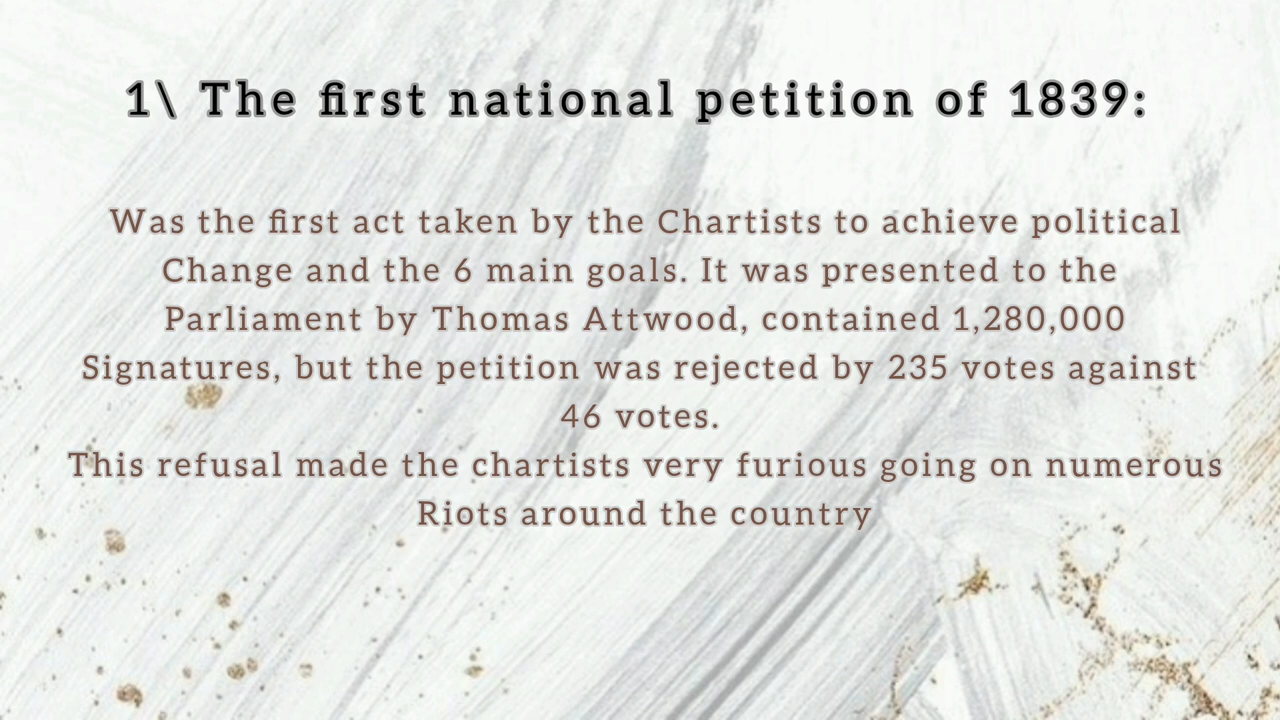 1\ The first national petition of 1839:
Was the first act taken by the Chartists to achieve political
Change and the 6 main goals. It was presented to the
Parliament by Thomas Attwood, contained 1,280,000
Signatures, but the petition was rejected by 235 votes against
46 votes.
This refusal made the chartists very furious going on numerous
Riots around the country